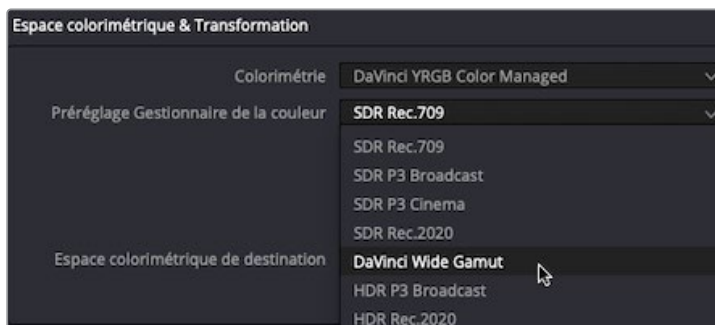 Espace colorimétrique & Transformation
Colorimétrie DaVinci YRGB Color Managed
Préréglage Gestionnaire de la couleur SDR Rec.709
SDR Rec.709
SDR P3 Broadcast
SDR P3 Cinema
SDR Rec.2020
Espace colorimétrique de destination DaVinci Wide Gamut
HDR P3 Broadcast
HDR Rec.2020